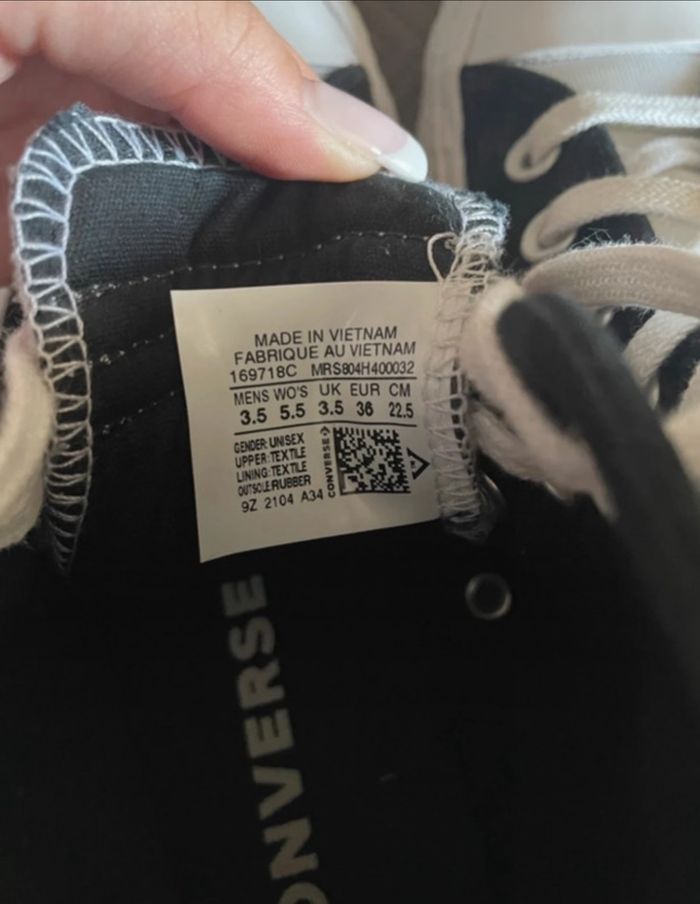 MADE IN VIETNAM
FABRIQUE AU VIETNAM
169718C MRS804H400032
MENS WO'S UK EUR CM
3.5 5.5 3.5 36 22.5
GENDER: UNISEX
UPPER: TEXTILE
LINING: TEXTILE
OUTSOLE: RUBBER
9Z 2104 A34
CONVERSE
ONVERSE